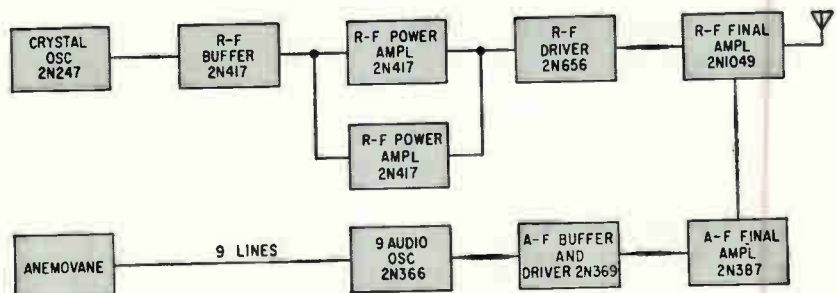 CRYSTAL
OSC
2N247
R-F
BUFFER
2N417
R-F POWER
AMPL
2N417
R-F
DRIVER
2N656
R-F FINAL
AMPL
2N1049
R-F POWER
AMPL
2N417
ANEMOVANE
9 LINES
9 AUDIO
OSC
2N366
A-F BUFFER
AND
DRIVER 2N369
A-F FINAL
AMPL
2N387